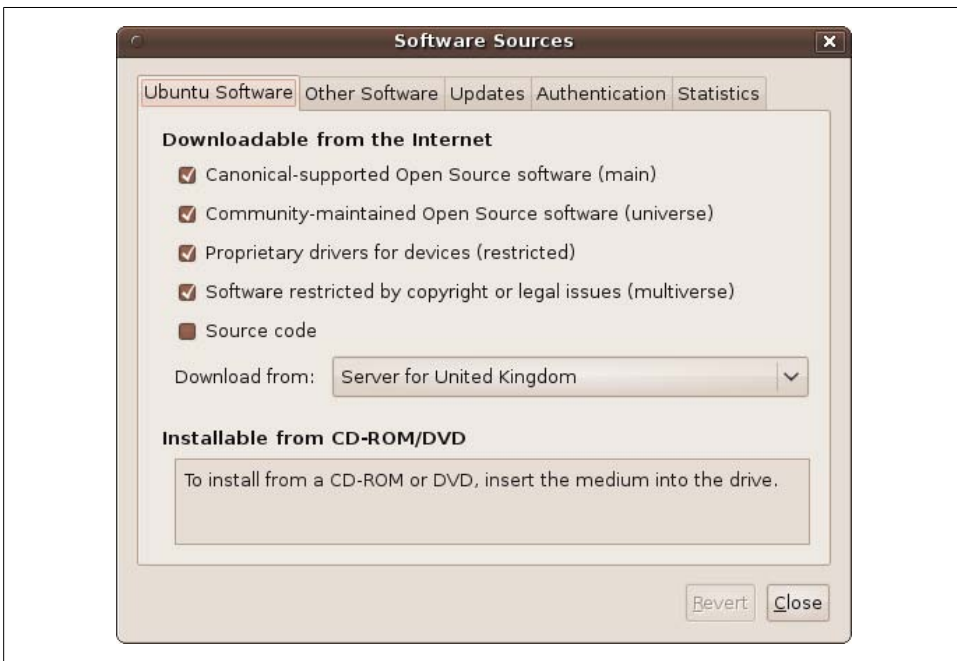 Software Sources
Ubuntu Software Other Software Updates Authentication Statistics
Downloadable from the Internet
Canonical-supported Open Source software (main)
Community-maintained Open Source software (universe)
Proprietary drivers for devices (restricted)
Software restricted by copyright or legal issues (multiverse)
Source code
Download from: Server for United Kingdom
Installable from CD-ROM/DVD
To install from a CD-ROM or DVD, insert the medium into the drive.
Revert Close